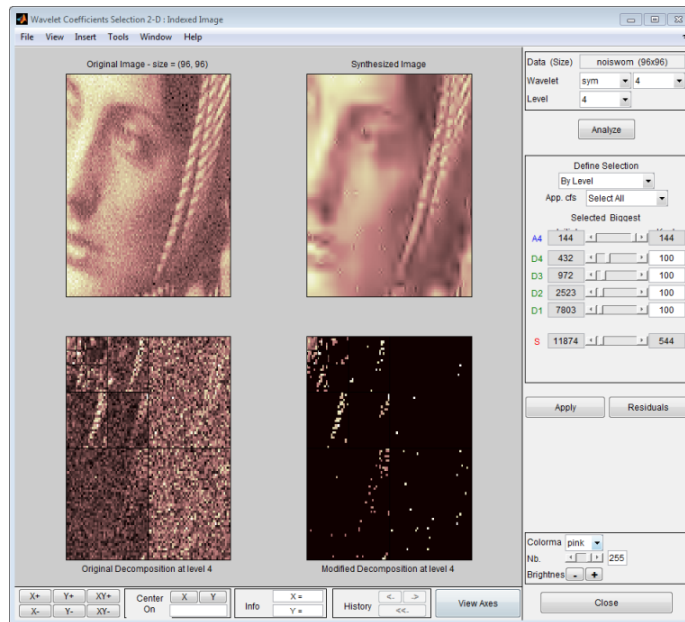 Wavelet Coefficients Selection 2-D : Indexed Image
File View Insert Tools Window Help
Original Image - size = (96, 96)
Synthesized Image
Original Decomposition at level 4
Modified Decomposition at level 4
Data (Size) noiswom (96x96)
Wavelet sym 4
Level 4
Analyze
Define Selection
By Level
App. cfs Select All
Selected Biggest
A4 144 144
D4 432 100
D3 972 100
D2 2523 100
D1 7803 100
S 11874 544
Apply Residuals
Colorma pink
Nb. 255
Brightnes - +
Close
X+ Y+ XY+
X- Y- XY-
Center On X Y
Info X = Y =
History <- -> <<-
View Axes